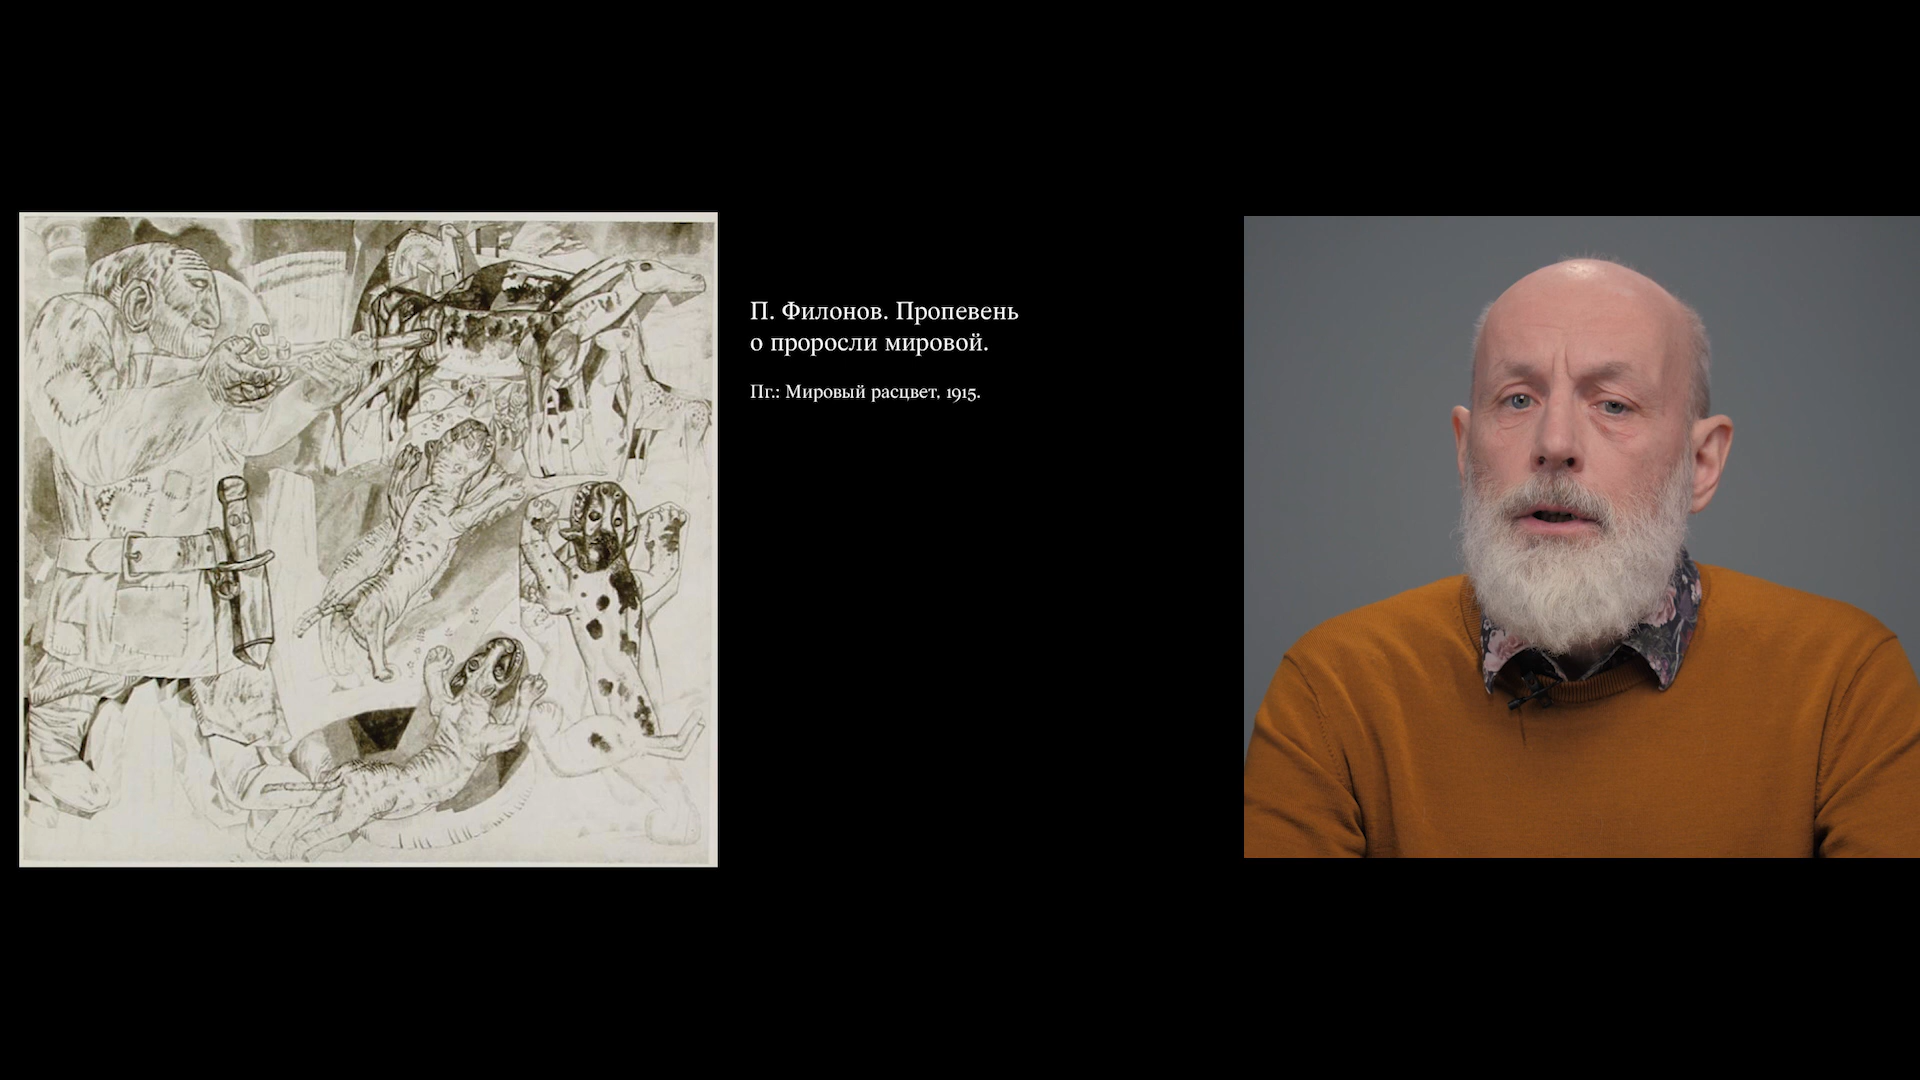 П. Филонов. Пропевень
о проросли мировой.
Пг.: Мировый расцвет, 1915.